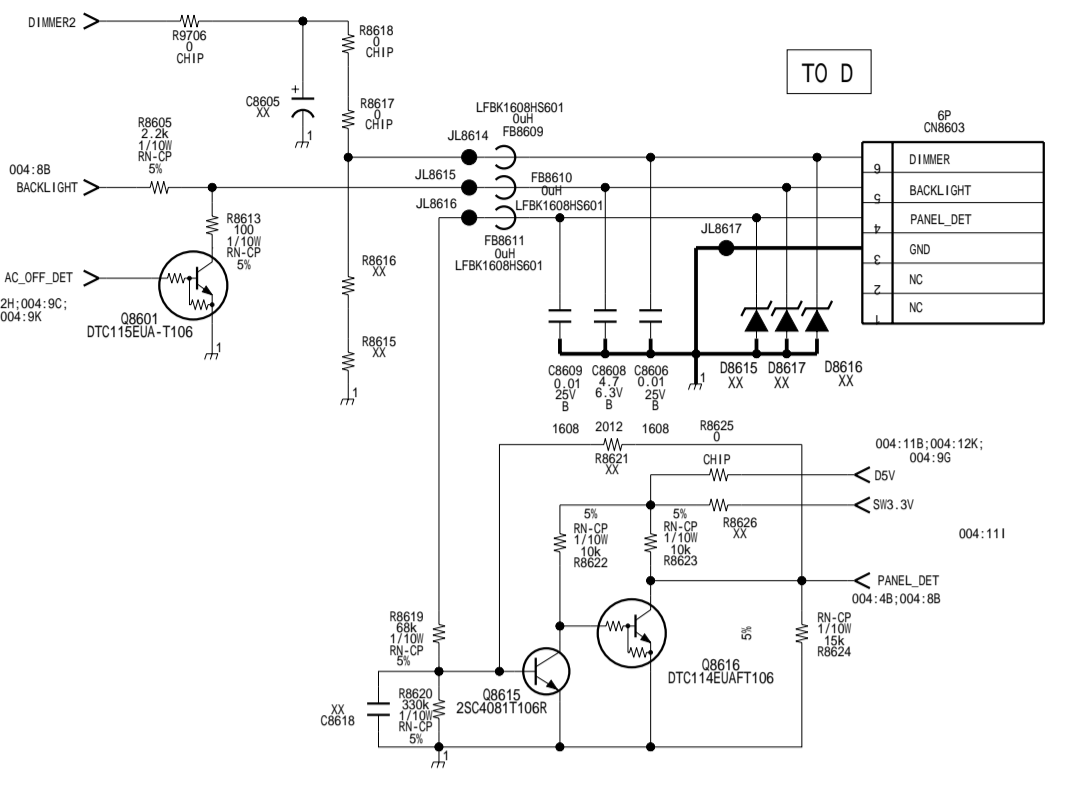 DIMMER2
R9706
0
CHIP
R8618
0
CHIP
C8605
XX
+
1
R8617
0
CHIP
TO D
LFBK1608HS601
0uH
FB8609
JL8614
6P
CN8603
R8605
2.2k
1/10W
RN-CP
5%
004:8B
BACKLIGHT
JL8615
FB8610
0uH
LFBK1608HS601
JL8616
FB8611
0uH
LFBK1608HS601
6 DIMMER
5 BACKLIGHT
4 PANEL_DET
3 GND
2 NC
1 NC
JL8617
R8613
100
1/10W
RN-CP
5%
AC_OFF_DET
2H;004:9C;
004:9K
Q8601
DTC115EUA-T106
1
R8616
XX
R8615
XX
1
C8609
0.01
25V
B
1608
C8608
4.7
6.3V
B
2012
C8606
0.01
25V
B
1608
1
D8615
XX
D8617
XX
D8616
XX
R8625
0
CHIP
R8621
XX
004:11B;004:12K;
004:9G
D5V
SW3.3V
R8626
XX
004:11I
5%
RN-CP
1/10W
10k
R8622
5%
RN-CP
1/10W
10k
R8623
PANEL_DET
004:4B;004:8B
R8619
68k
1/10W
RN-CP
5%
5%
RN-CP
1/10W
15k
R8624
Q8616
DTC114EUAFT106
Q8615
2SC4081T106R
XX
C8618
R8620
330k
1/10W
RN-CP
5%
1